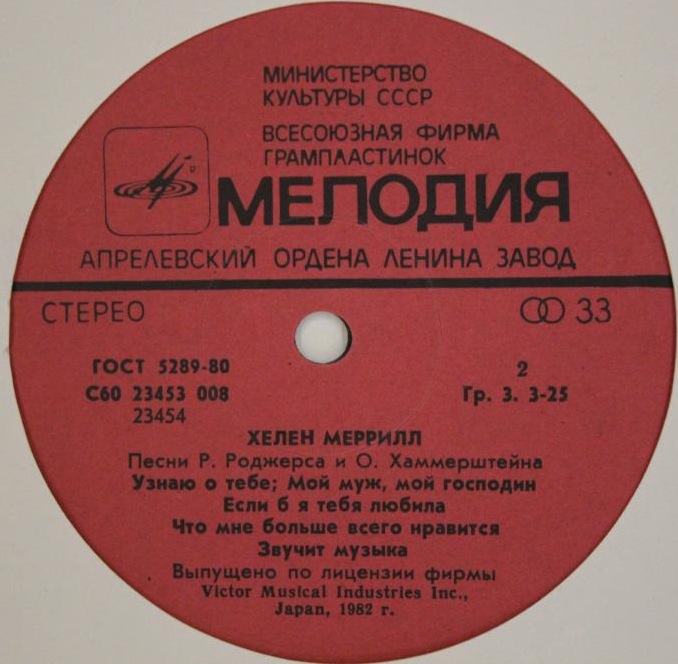 МИНИСТЕРСТВО
КУЛЬТУРЫ СССР
ВСЕСОЮЗНАЯ ФИРМА
ГРАМПЛАСТИНОК
МЕЛОДИЯ
АПРЕЛЕВСКИЙ ОРДЕНА ЛЕНИНА ЗАВОД
СТЕРЕО 33
ГОСТ 5289-80 2
С60 23453 008 Гр. 3. 3-25
23454
ХЕЛЕН МЕРРИЛЛ
Песни Р. Роджерса и О. Хаммерштейна
Узнаю о тебе; Мой муж, мой господин
Если б я тебя любила
Что мне больше всего нравится
Звучит музыка
Выпущено по лицензии фирмы
Victor Musical Industries Inc.,
Japan, 1982 г.